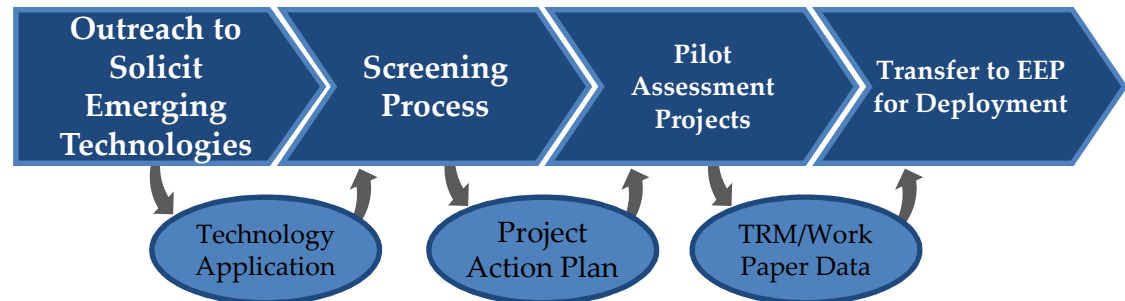 Outreach to
Solicit
Emerging
Technologies
Screening
Process
Pilot
Assessment
Projects
Transfer to EEP
for Deployment
Technology
Application
Project
Action Plan
TRM/Work
Paper Data